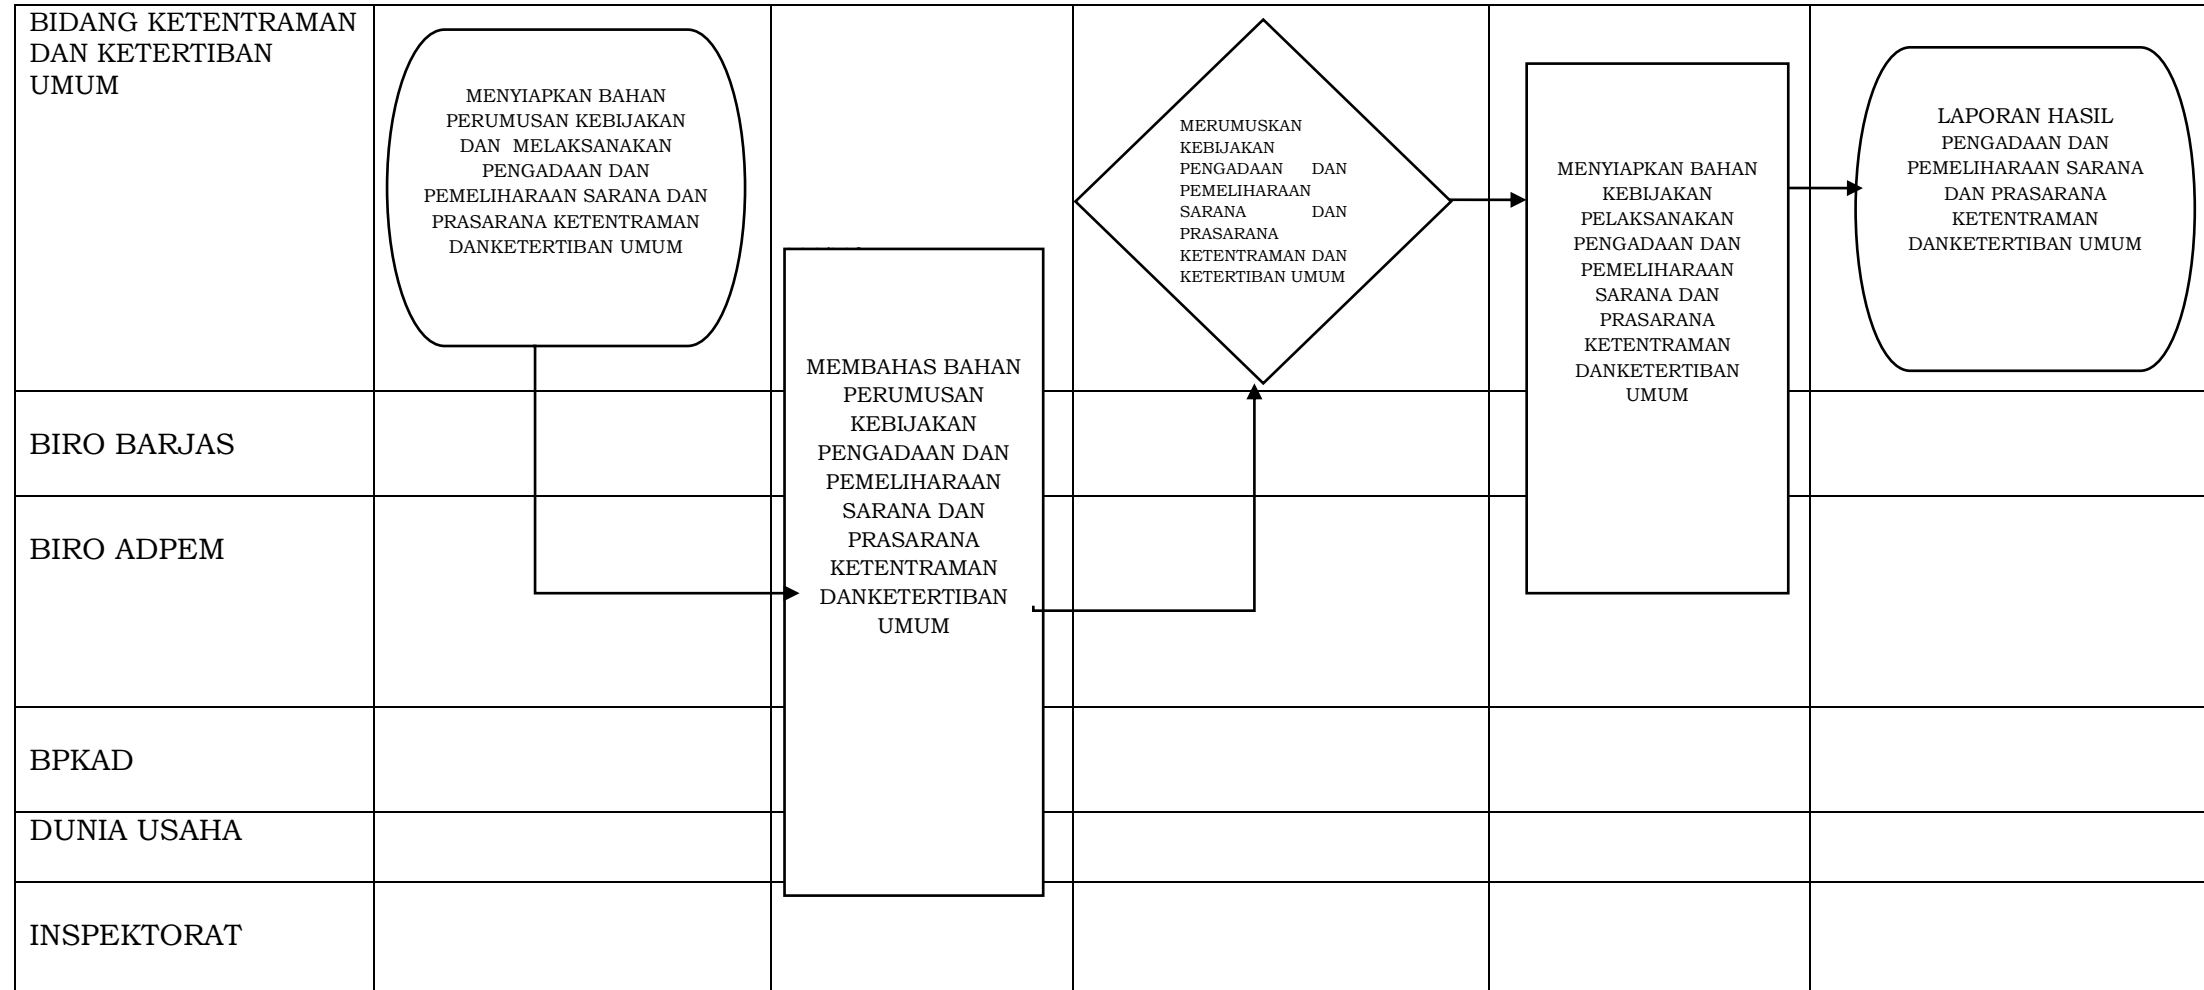 BIDANG KETENTRAMAN
DAN KETERTIBAN
UMUM
MENYIAPKAN BAHAN
PERUMUSAN KEBIJAKAN
DAN  MELAKSANAKAN
PENGADAAN DAN
PEMELIHARAAN SARANA DAN
PRASARANA KETENTRAMAN
DANKETERTIBAN UMUM
MEMBAHAS BAHAN
PERUMUSAN
KEBIJAKAN
PENGADAAN DAN
PEMELIHARAAN
SARANA DAN
PRASARANA
KETENTRAMAN
DANKETERTIBAN
UMUM
MERUMUSKAN
KEBIJAKAN
PENGADAAN DAN
PEMELIHARAAN
SARANA DAN
PRASARANA
KETENTRAMAN DAN
KETERTIBAN UMUM
MENYIAPKAN BAHAN
KEBIJAKAN
PELAKSANAKAN
PENGADAAN DAN
PEMELIHARAAN
SARANA DAN
PRASARANA
KETENTRAMAN
DANKETERTIBAN
UMUM
LAPORAN HASIL
PENGADAAN DAN
PEMELIHARAAN SARANA
DAN PRASARANA
KETENTRAMAN
DANKETERTIBAN UMUM
BIRO BARJAS
BIRO ADPEM
BPKAD
DUNIA USAHA
INSPEKTORAT